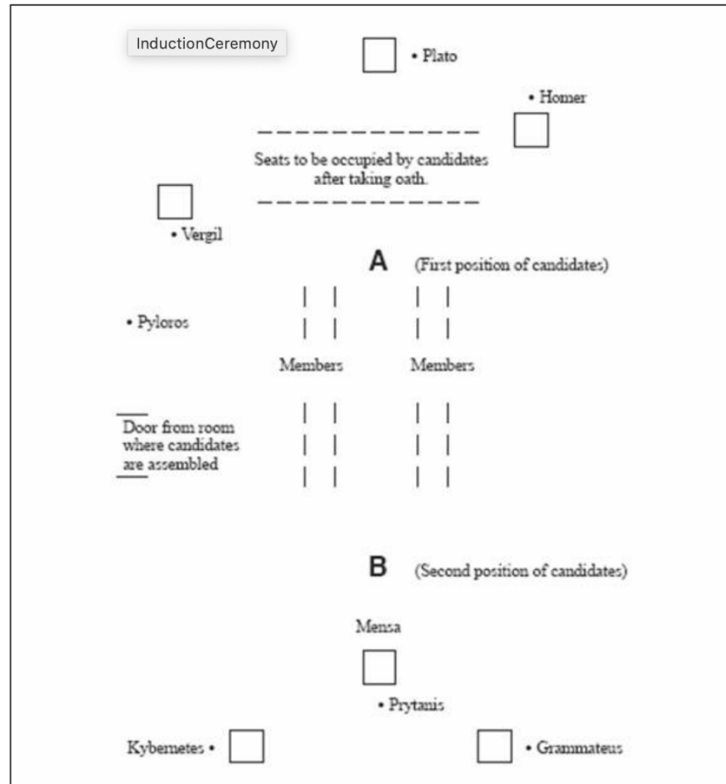 InductionCeremony
• Plato
• Homer
Seats to be occupied by candidates
after taking oath.
• Vergil
A (First position of candidates)
• Pyloros
Members Members
Door from room
where candidates
are assembled
B (Second position of candidates)
Mensa
• Prytanis
Kybernetes •
• Grammateus